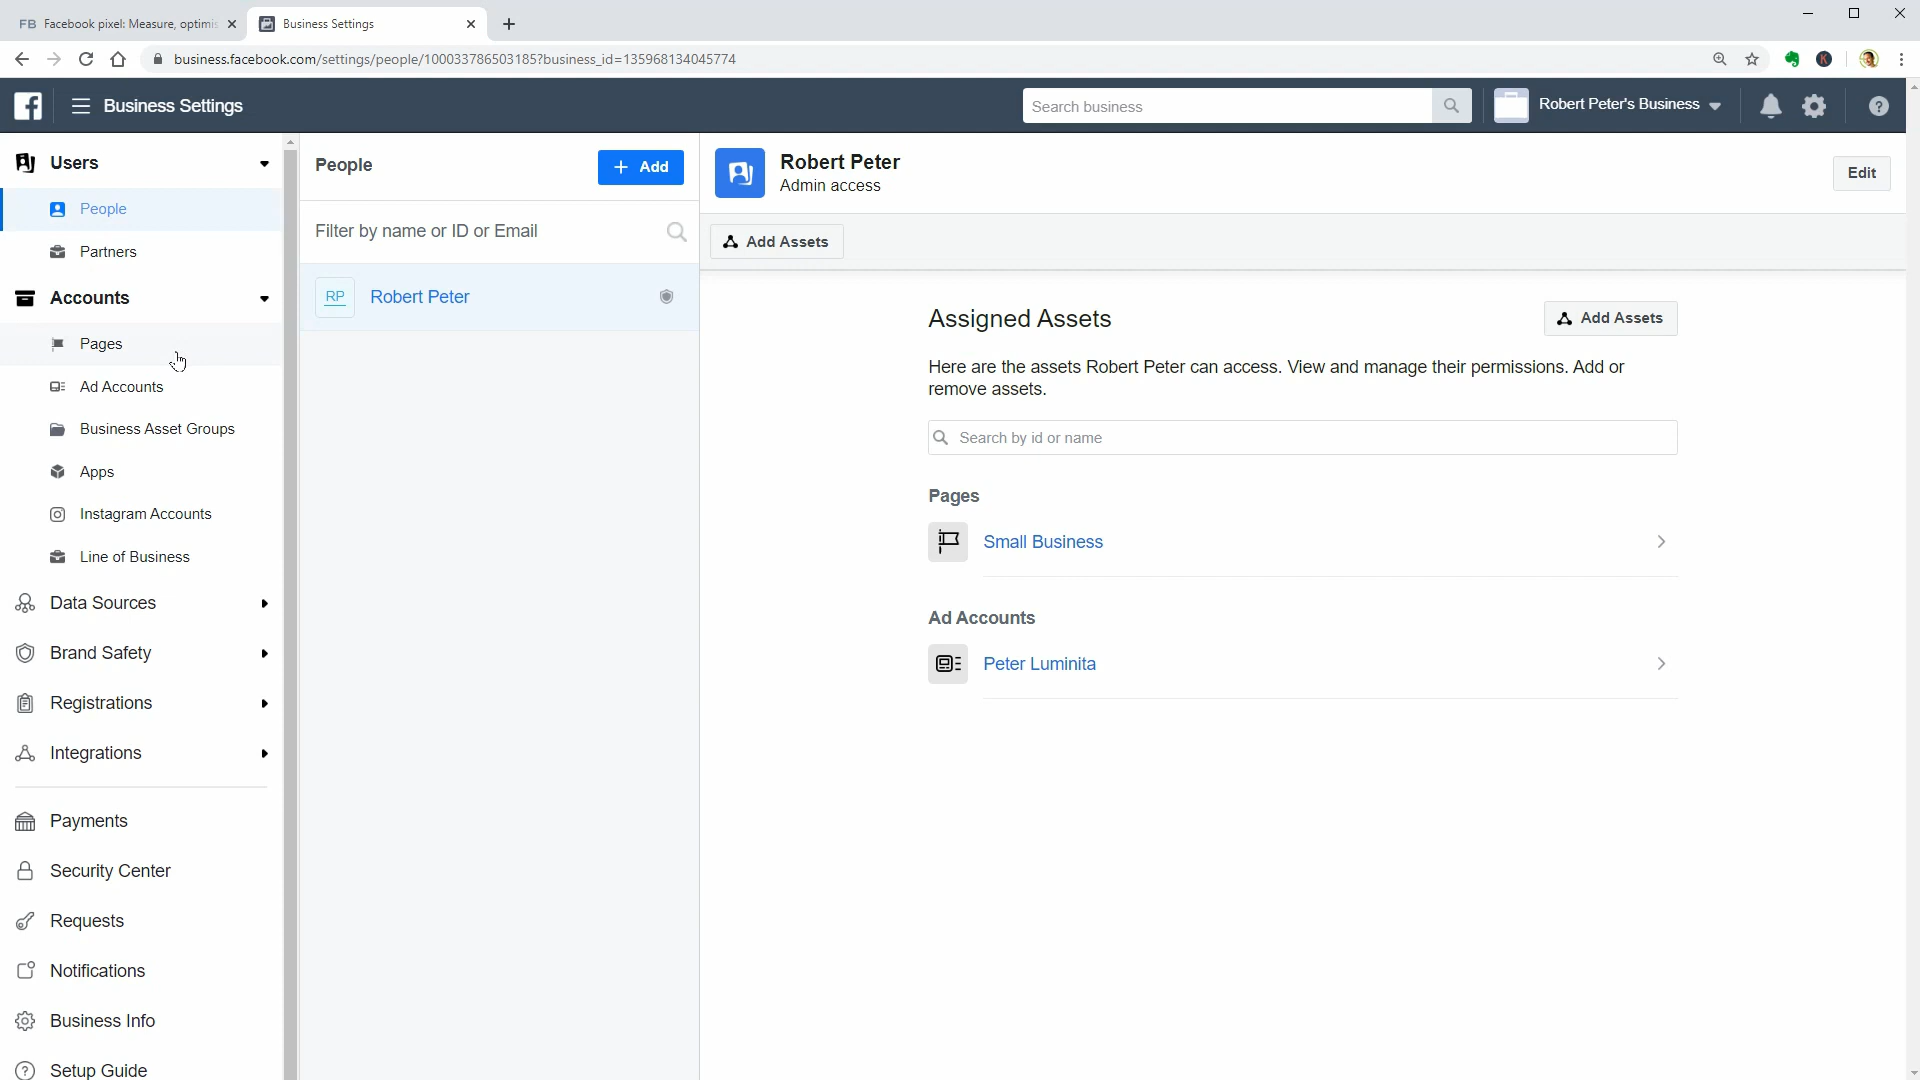 FB Facebook pixel: Measure, optimis
Business Settings
business.facebook.com/settings/people/100033786503185?business_id=135968134045774
Business Settings
Search business
Robert Peter's Business
Users
People
Partners
Accounts
Pages
Ad Accounts
Business Asset Groups
Apps
Instagram Accounts
Line of Business
Data Sources
Brand Safety
Registrations
Integrations
Payments
Security Center
Requests
Notifications
Business Info
Setup Guide
People
+ Add
Filter by name or ID or Email
RP Robert Peter
Robert Peter
Admin access
Edit
Add Assets
Assigned Assets
Add Assets
Here are the assets Robert Peter can access. View and manage their permissions. Add or
remove assets.
Search by id or name
Pages
Small Business
Ad Accounts
Peter Luminita